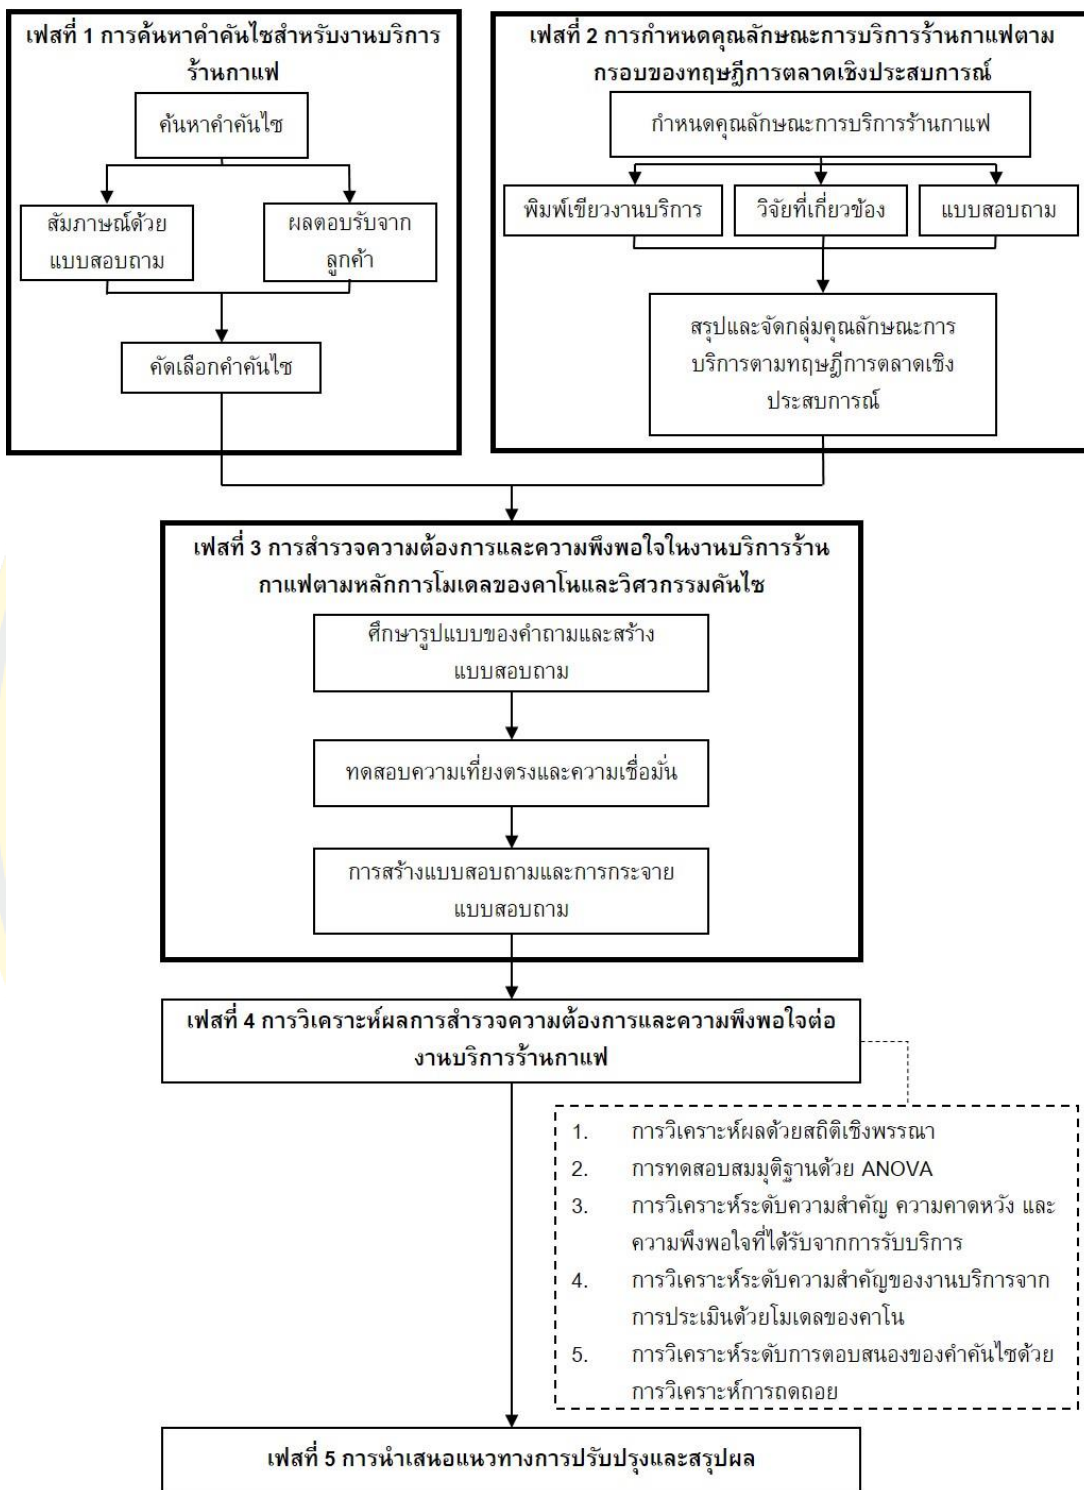 เฟสที่ 1 การค้นหาคำคันไซสำหรับงานบริการ
ร้านกาแฟ
ค้นหาคำคันไซ
สัมภาษณ์ด้วย
แบบสอบถาม
ผลตอบรับจาก
ลูกค้า
คัดเลือกคำคันไซ
เฟสที่ 2 การกำหนดคุณลักษณะการบริการร้านกาแฟตาม
กรอบของทฤษฎีการตลาดเชิงประสบการณ์
กำหนดคุณลักษณะการบริการร้านกาแฟ
พิมพ์เขียวงานบริการ
วิจัยที่เกี่ยวข้อง
แบบสอบถาม
สรุปและจัดกลุ่มคุณลักษณะการ
บริการตามทฤษฎีการตลาดเชิง
ประสบการณ์
เฟสที่ 3 การสำรวจความต้องการและความพึงพอใจในงานบริการร้าน
กาแฟตามหลักการโมเดลของคาโนและวิศวกรรมคันไซ
ศึกษารูปแบบของคำถามและสร้าง
แบบสอบถาม
ทดสอบความเที่ยงตรงและความเชื่อมั่น
การสร้างแบบสอบถามและการกระจาย
แบบสอบถาม
เฟสที่ 4 การวิเคราะห์ผลการสำรวจความต้องการและความพึงพอใจต่อ
งานบริการร้านกาแฟ
1. การวิเคราะห์ผลด้วยสถิติเชิงพรรณา
2. การทดสอบสมมุติฐานด้วย ANOVA
3. การวิเคราะห์ระดับความสำคัญ ความคาดหวัง และ
ความพึงพอใจที่ได้รับจากการรับบริการ
4. การวิเคราะห์ระดับความสำคัญของงานบริการจาก
การประเมินด้วยโมเดลของคาโน
5. การวิเคราะห์ระดับการตอบสนองของคำคันไซด้วย
การวิเคราะห์การถดถอย
เฟสที่ 5 การนำเสนอแนวทางการปรับปรุงและสรุปผล